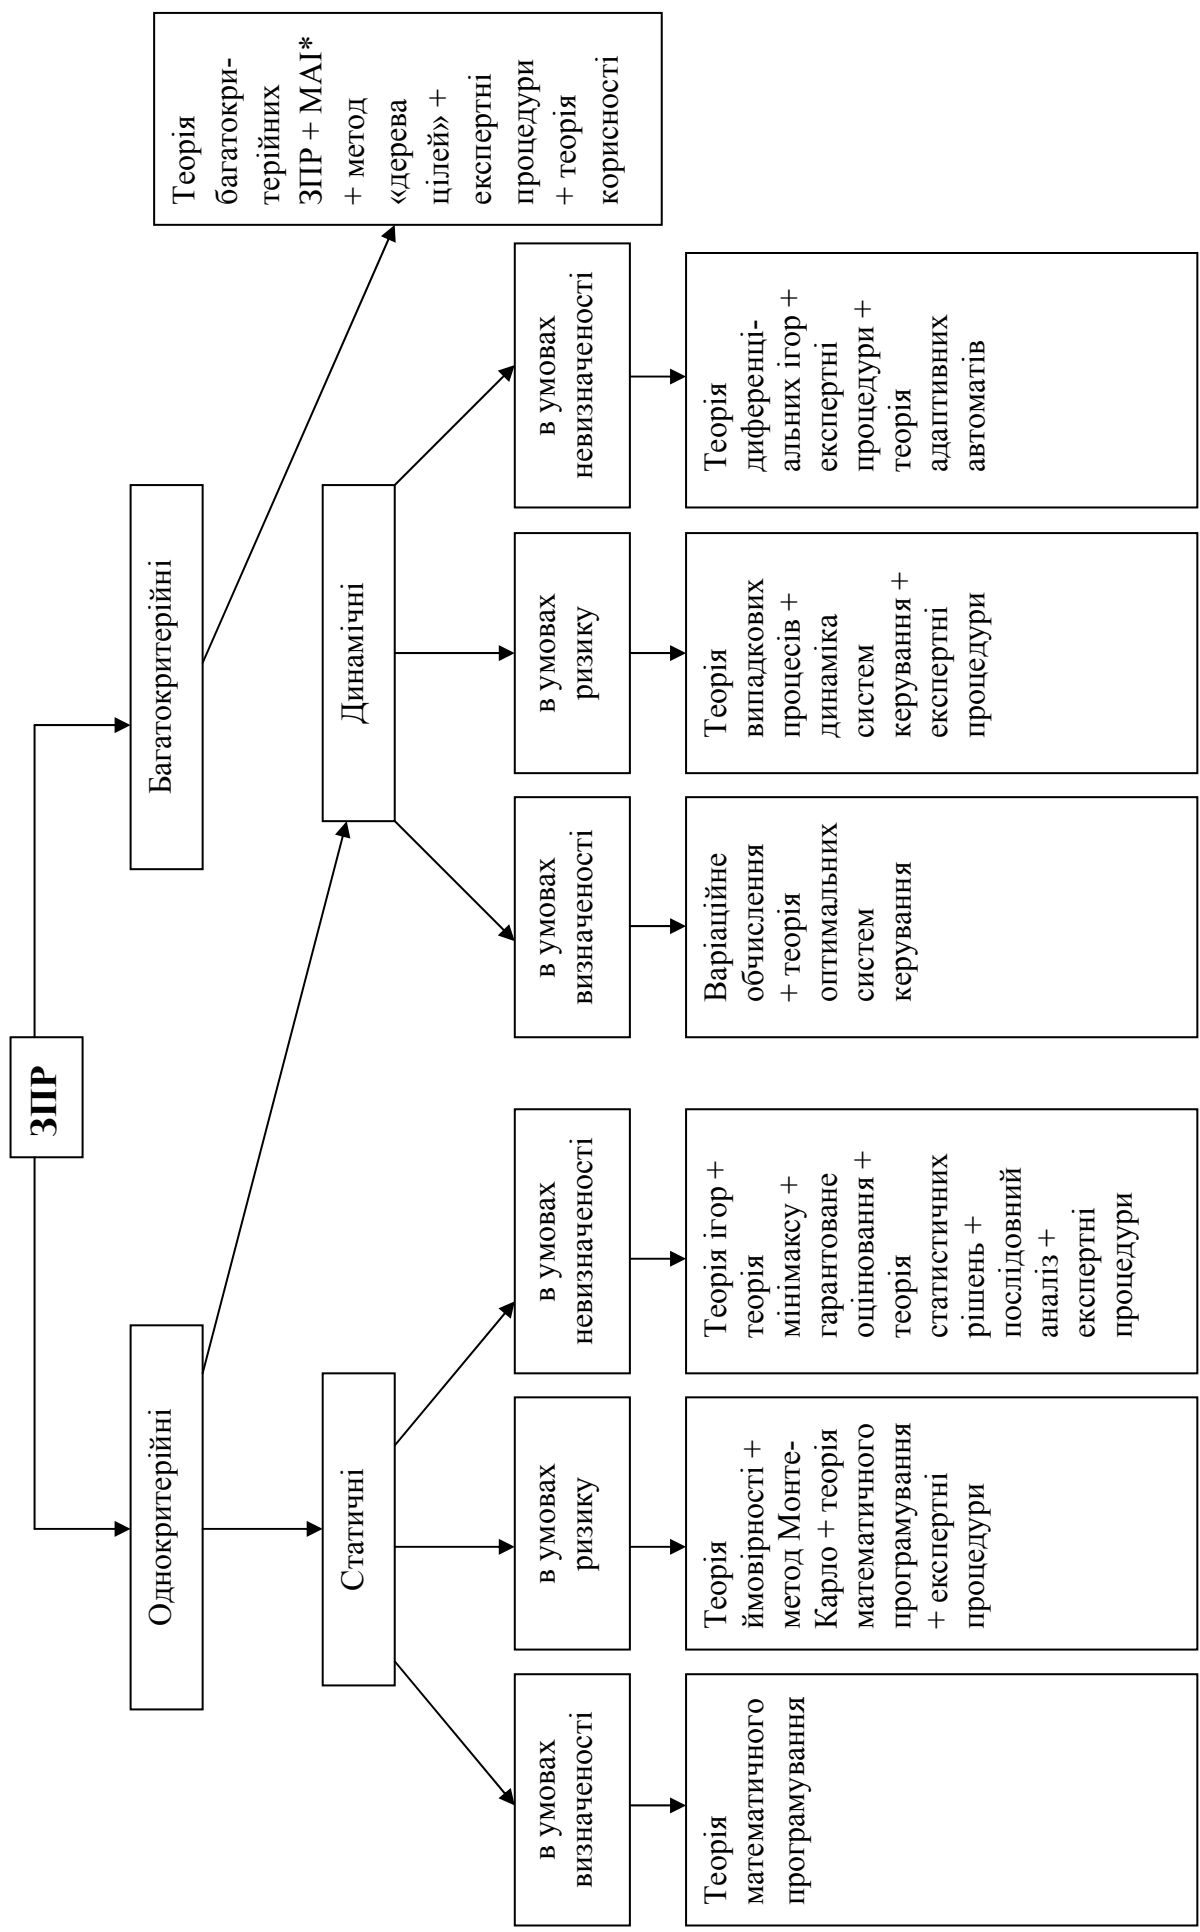 ЗПР
Однокритерійні
Багатокритерійні
Статичні
Динамічні
Теорія
багатокри-
терійних
ЗПР + МАІ*
+ метод
«дерева
цілей» +
експертні
процедури
+ теорія
корисності
в умовах
визначеності
в умовах
ризику
в умовах
невизначеності
в умовах
визначеності
в умовах
ризику
в умовах
невизначеності
Теорія
математичного
програмування
Теорія
ймовірності +
метод Монте-
Карло + теорія
математичного
програмування
+ експертні
процедури
Теорія ігор +
теорія
мінімаксу +
гарантоване
оцінювання +
теорія
статистичних
рішень +
послідовний
аналіз +
експертні
процедури
Варіаційне
обчислення
+ теорія
оптимальних
систем
керування
Теорія
випадкових
процесів +
динаміка
систем
керування +
експертні
процедури
Теорія
диференці-
альних ігор +
експертні
процедури +
теорія
адаптивних
автоматів